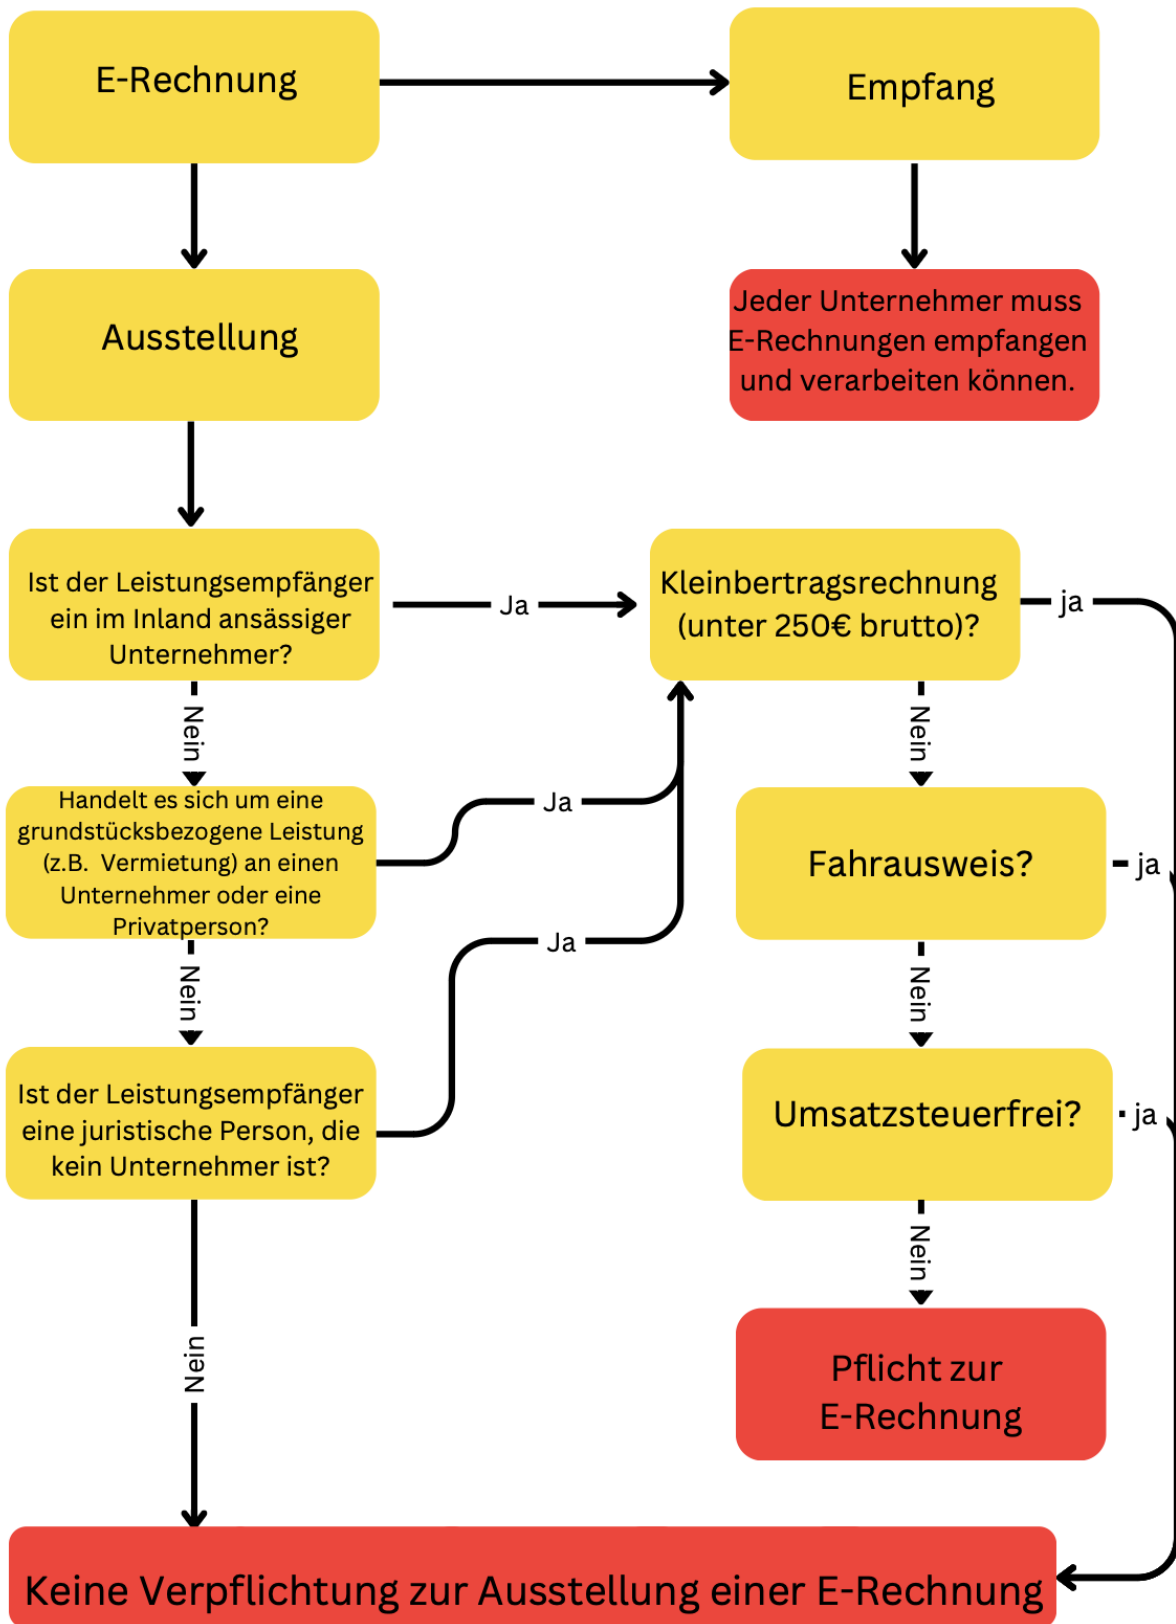 E-Rechnung
Empfang
Ausstellung
Jeder Unternehmer muss
E-Rechnungen empfangen
und verarbeiten können.
Ist der Leistungsempfänger
ein im Inland ansässiger
Unternehmer?
Ja
Kleinbertragsrechnung
(unter 250€ brutto)?
ja
Nein
Nein
Handelt es sich um eine
grundstücksbezogene Leistung
(z.B. Vermietung) an einen
Unternehmer oder eine
Privatperson?
Ja
Fahrausweis?
ja
Nein
Ja
Nein
Ist der Leistungsempfänger
eine juristische Person, die
kein Unternehmer ist?
Umsatzsteuerfrei?
ja
Nein
Nein
Pflicht zur
E-Rechnung
Keine Verpflichtung zur Ausstellung einer E-Rechnung